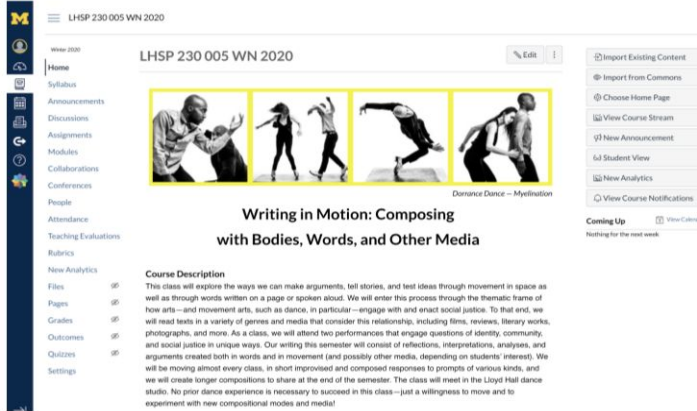 M
LHSP 230 005 WN 2020
Winter 2020
Home
Syllabus
Announcements
Discussions
Assignments
Modules
Collaborations
Conferences
People
Attendance
Teaching Evaluations
Rubrics
New Analytics
Files
Pages
Grades
Outcomes
Quizzes
Settings
LHSP 230 005 WN 2020
Edit
Dorrance Dance — Myelination
Writing in Motion: Composing
with Bodies, Words, and Other Media
Course Description
This class will explore the ways we can make arguments, tell stories, and test ideas through movement in space as
well as through words written on a page or spoken aloud. We will enter this process through the thematic frame of
how arts—and movement arts, such as dance, in particular—engage with and enact social justice. To that end, we
will read texts in a variety of genres and media that consider this relationship, including films, reviews, literary works,
photographs, and more. As a class, we will attend two performances that engage questions of identity, community,
and social justice in unique ways. Our writing this semester will consist of reflections, interpretations, analyses, and
arguments created both in words and in movement (and possibly other media, depending on students' interest). We
will be moving almost every class, in short improvised and composed responses to prompts of various kinds, and
we will create longer compositions to share at the end of the semester. The class will meet in the Lloyd Hall dance
studio. No prior dance experience is necessary to succeed in this class—just a willingness to move and to
experiment with new compositional modes and media!
Import Existing Content
Import from Commons
Choose Home Page
View Course Stream
New Announcement
Student View
New Analytics
View Course Notifications
Coming Up
View
Nothing for the next week